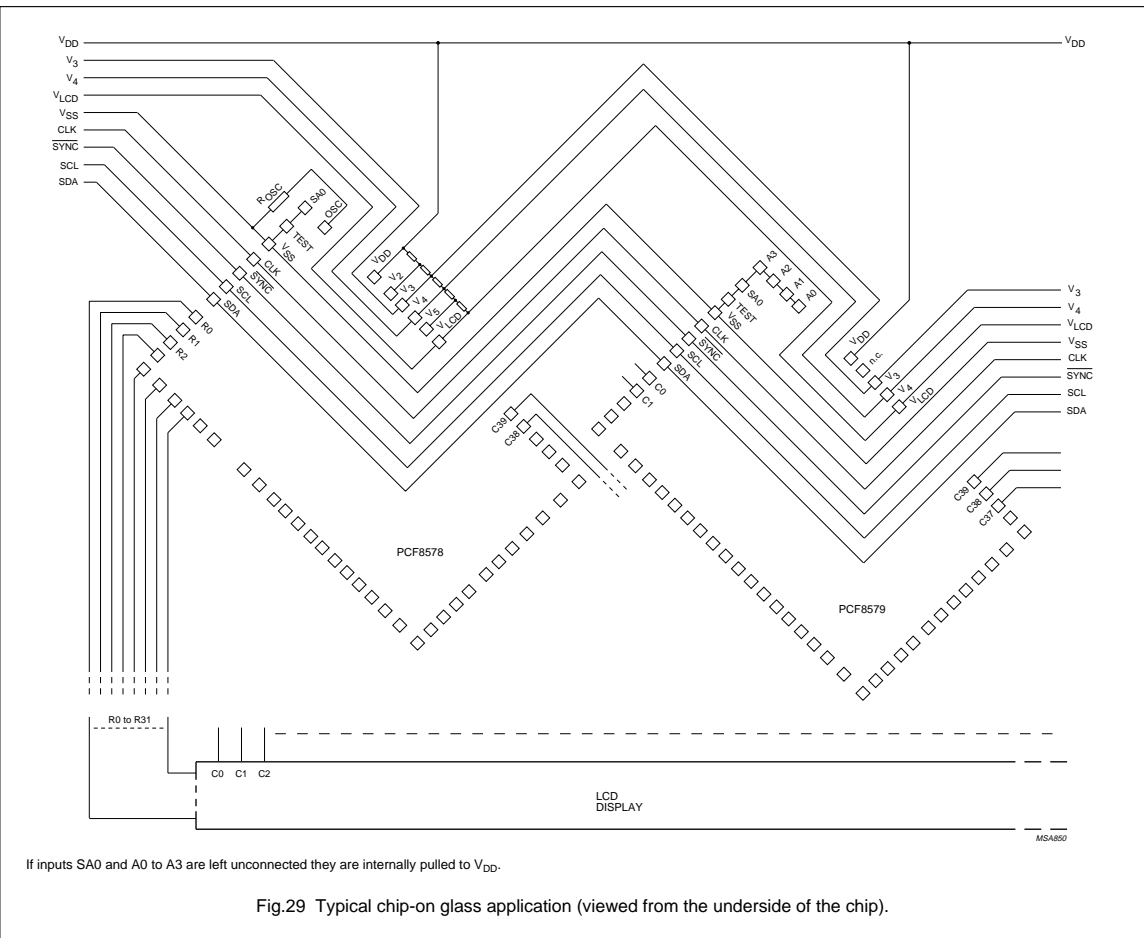 VDD
V3
V4
VLCD
VSS
CLK
SYNC
SCL
SDA
VDD
ROSC
SA0
OSC
TEST
VSS
CLK
SYNC
SCL
SDA
R0
R1
R2
VDD
V2
V3
V4
V5
VLCD
A3
A2
A1
A0
SA0
TEST
VSS
CLK
SYNC
SCL
SDA
C0
C1
VDD
n.c.
V3
V4
VLCD
V3
V4
VLCD
VSS
CLK
SYNC
SCL
SDA
C39
C38
C39
C38
C37
PCF8578
PCF8579
R0 to R31
C0 C1 C2
LCD
DISPLAY
MSA850
If inputs SA0 and A0 to A3 are left unconnected they are internally pulled to VDD.
Fig.29 Typical chip-on glass application (viewed from the underside of the chip).